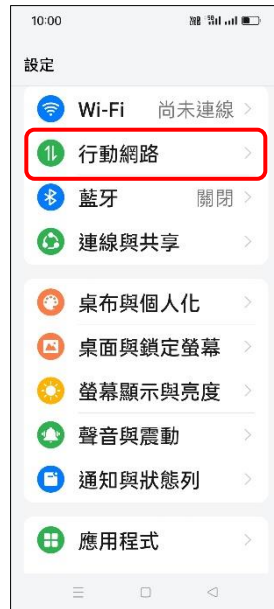 10:00
設定
Wi-Fi 尚未連線
行動網路
藍牙 關閉
連線與共享
桌布與個人化
桌面與鎖定螢幕
螢幕顯示與亮度
聲音與震動
通知與狀態列
應用程式